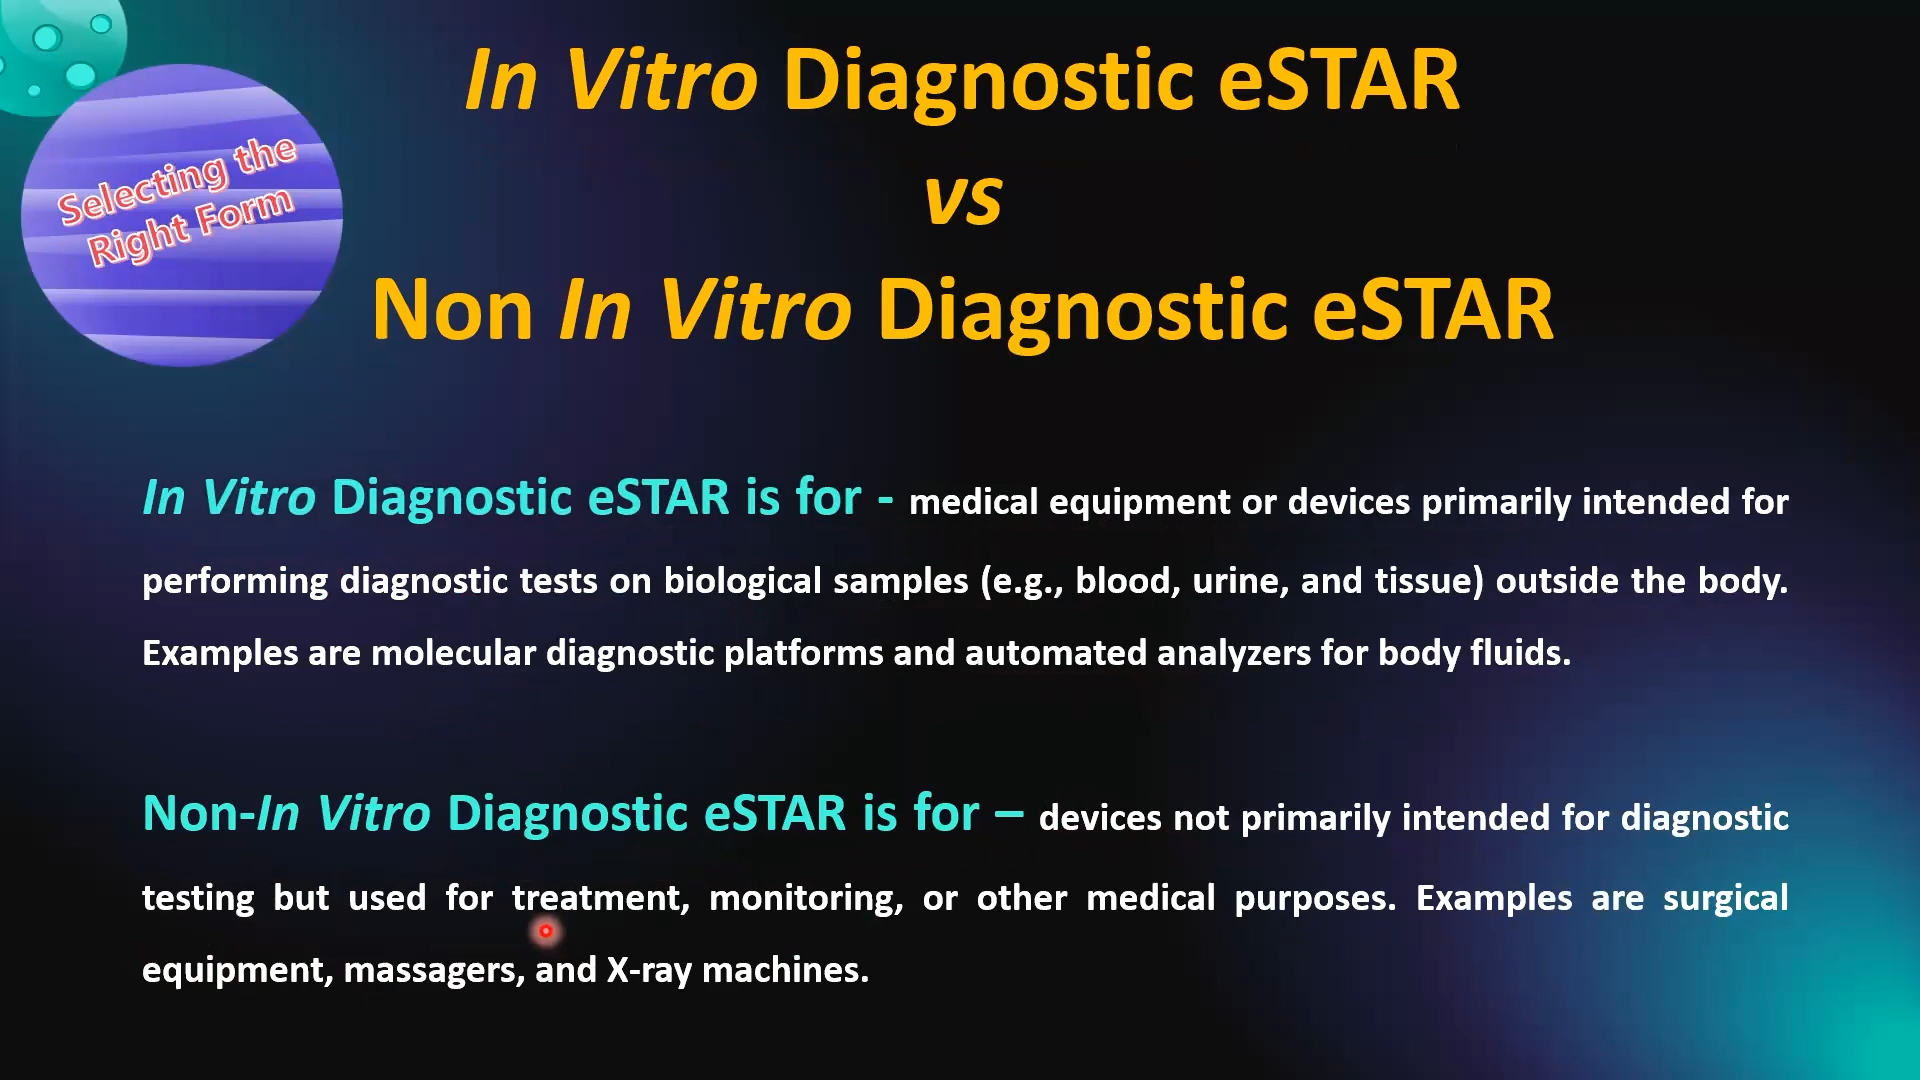 In Vitro Diagnostic eSTAR
vs
Non In Vitro Diagnostic eSTAR
Selecting the
Right Form
In Vitro Diagnostic eSTAR is for - medical equipment or devices primarily intended for
performing diagnostic tests on biological samples (e.g., blood, urine, and tissue) outside the body.
Examples are molecular diagnostic platforms and automated analyzers for body fluids.
Non-In Vitro Diagnostic eSTAR is for – devices not primarily intended for diagnostic
testing but used for treatment, monitoring, or other medical purposes. Examples are surgical
equipment, massagers, and X-ray machines.